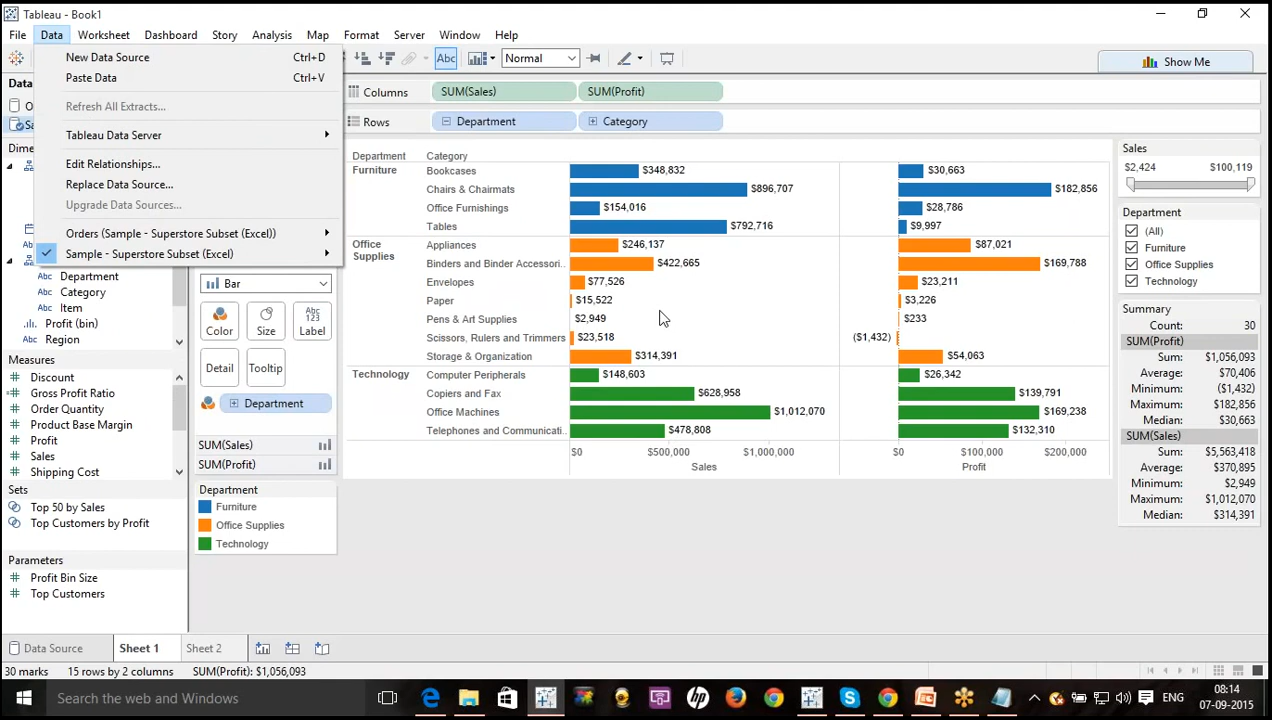 Tableau - Book1
File Data Worksheet Dashboard Story Analysis Map Format Server Window Help
New Data Source Ctrl+D
Paste Data Ctrl+V
Refresh All Extracts...
Tableau Data Server
Edit Relationships...
Replace Data Source...
Upgrade Data Sources...
Orders (Sample - Superstore Subset (Excel))
Sample - Superstore Subset (Excel)
Abc Normal Show Me
Data
Columns SUM(Sales) SUM(Profit)
Rows Department Category
Abc Department
Abc Category
Abc Item
Profit (bin)
Abc Region
Measures
Discount
Gross Profit Ratio
Order Quantity
Product Base Margin
Profit
Sales
Shipping Cost
Sets
Top 50 by Sales
Top Customers by Profit
Parameters
Profit Bin Size
Top Customers
Bar
Color Size Abc 123 Label
Detail Tooltip
Department
SUM(Sales)
SUM(Profit)
Department
Furniture
Office Supplies
Technology
Department Category
Furniture Bookcases $348,832 $30,663
Chairs & Chairmats $896,707 $182,856
Office Furnishings $154,016 $28,786
Tables $792,716 $9,997
Office Supplies Appliances $246,137 $87,021
Binders and Binder Accessori.. $422,665 $169,788
Envelopes $77,526 $23,211
Paper $15,522 $3,226
Pens & Art Supplies $2,949 $233
Scissors, Rulers and Trimmers $23,518 ($1,432)
Storage & Organization $314,391 $54,063
Technology Computer Peripherals $148,603 $26,342
Copiers and Fax $628,958 $139,791
Office Machines $1,012,070 $169,238
Telephones and Communicati.. $478,808 $132,310
$0 $500,000 $1,000,000 $0 $100,000 $200,000
Sales Profit
Sales
$2,424 $100,119
Department
(All)
Furniture
Office Supplies
Technology
Summary
Count: 30
SUM(Profit)
Sum: $1,056,093
Average: $70,406
Minimum: ($1,432)
Maximum: $182,856
Median: $30,663
SUM(Sales)
Sum: $5,563,418
Average: $370,895
Minimum: $2,949
Maximum: $1,012,070
Median: $314,391
Data Source Sheet 1 Sheet 2
30 marks 15 rows by 2 columns SUM(Profit): $1,056,093
Search the web and Windows
ENG
08:14
07-09-2015